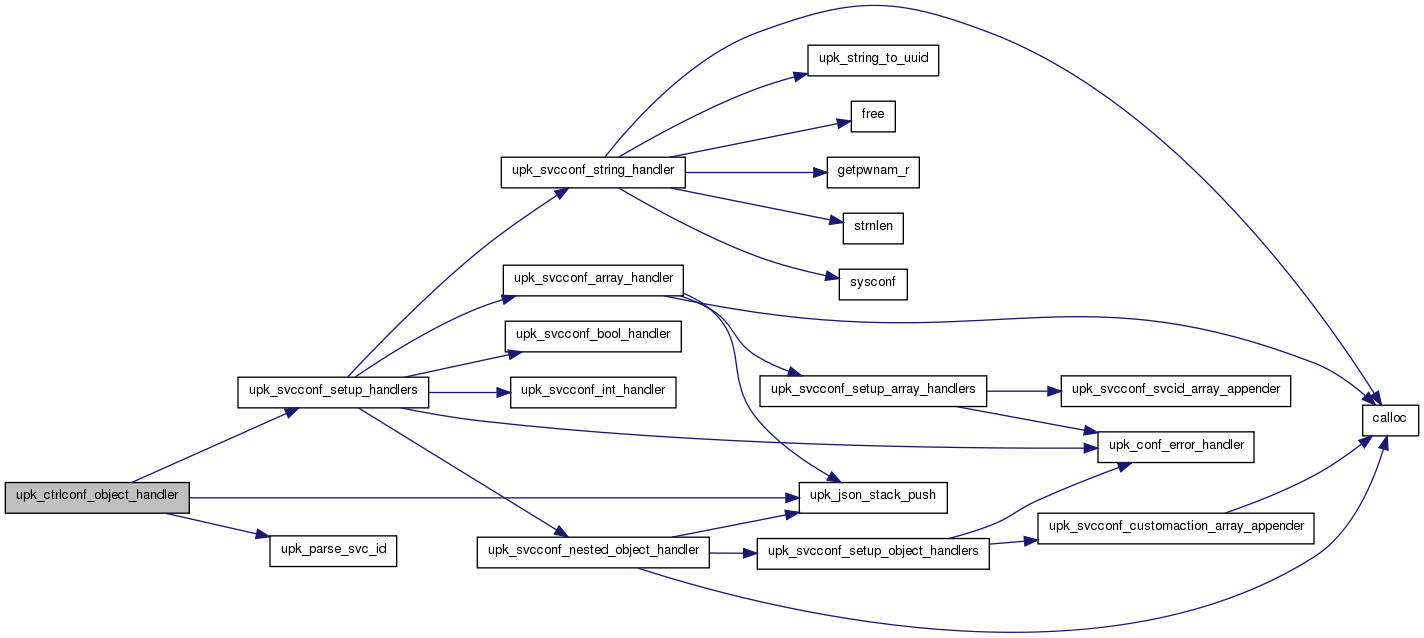 upk_string_to_uuid
free
upk_svcconf_string_handler
getpwnam_r
strnlen
upk_svcconf_array_handler
sysconf
upk_svcconf_bool_handler
upk_svcconf_setup_handlers
upk_svcconf_int_handler
upk_svcconf_setup_array_handlers
upk_svcconf_svcid_array_appender
calloc
upk_conf_error_handler
upk_ctrlconf_object_handler
upk_json_stack_push
upk_svcconf_customaction_array_appender
upk_parse_svc_id
upk_svcconf_nested_object_handler
upk_svcconf_setup_object_handlers